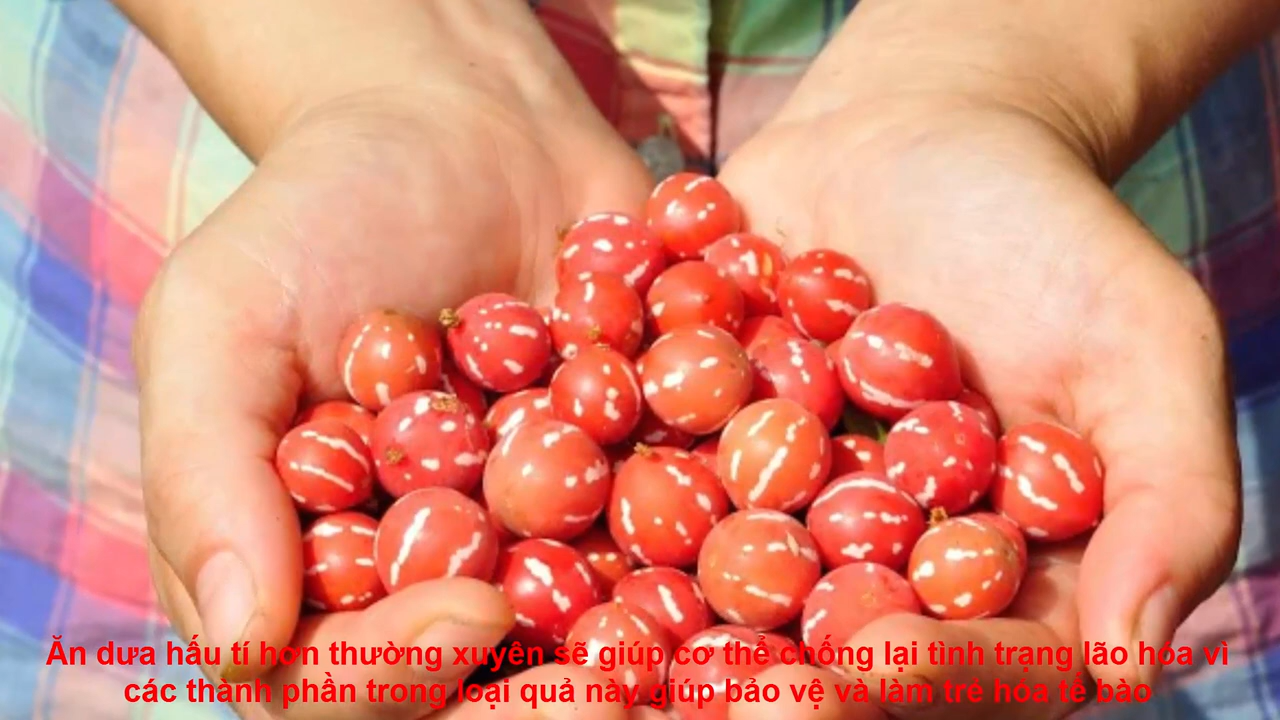 Ăn dưa hấu tí hơn thường xuyên sẽ giúp cơ thể chống lại tình trạng lão hóa vì
các thành phần trong loại quả này giúp bảo vệ và làm trẻ hóa tế bào